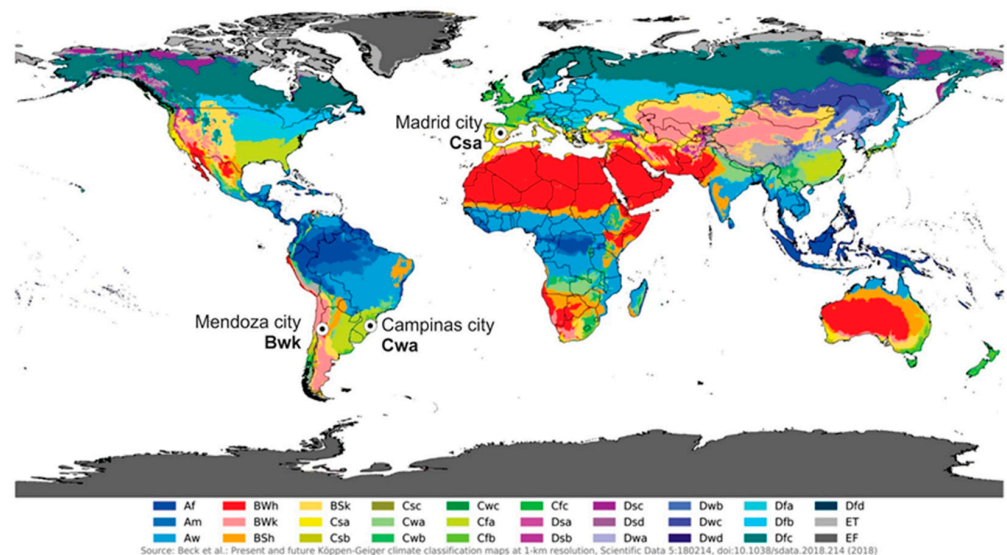 Madrid city
Csa
Mendoza city
Bwk
Campinas city
Cwa
Af BWh BSk Csc Cwc Cfc Dsc Dwb Dfa Dfd
Am BWk Csa Cwa Cfa Dsa Dsd Dwc Dfb ET
Aw BSh Csb Cwb Cfb Dsb Dwa Dwd Dfc EF
Source: Beck et al.: Present and future Köppen-Geiger climate classification maps at 1-km resolution, Scientific Data 5:180214, doi:10.1038/sdata.2018.214 (2018)